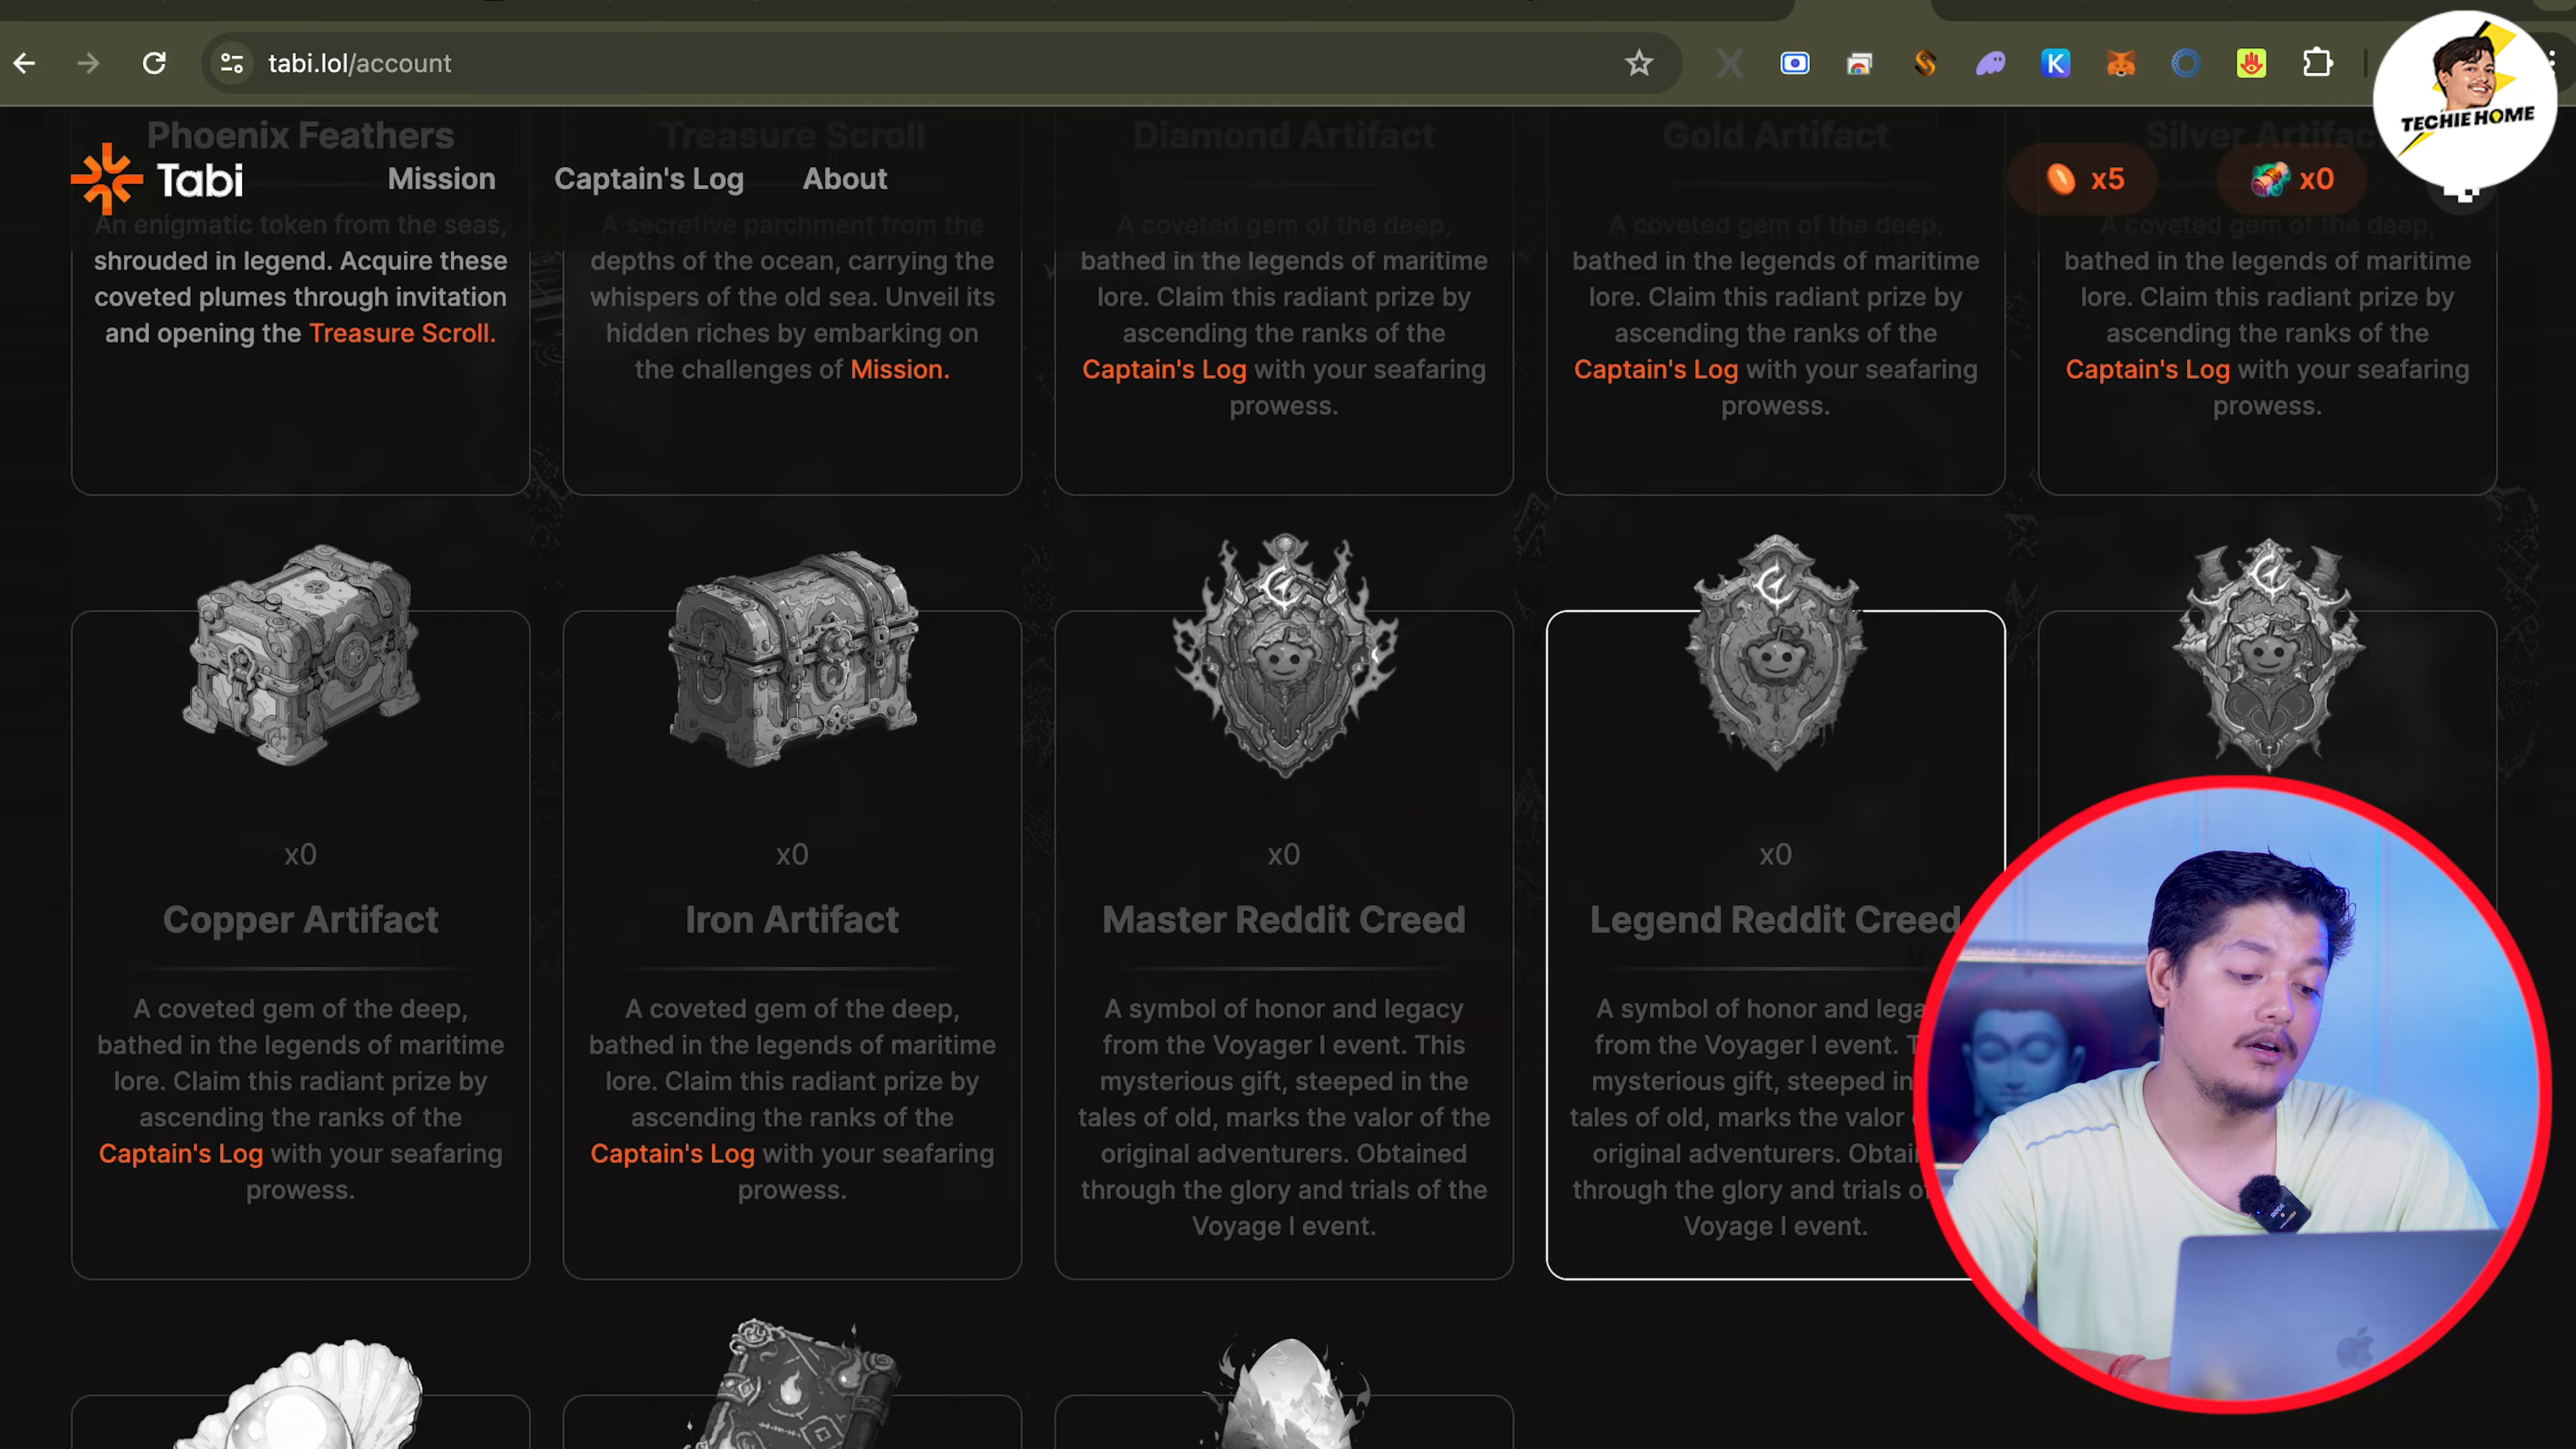 tabi.lol/account
TECHIE HOME
Phoenix Feathers
Treasure Scroll
Diamond Artifact
Gold Artifact
Silver Artifac
Tabi
Mission
Captain's Log
About
x5
x0
An enigmatic token from the seas,
shrouded in legend. Acquire these
coveted plumes through invitation
and opening the Treasure Scroll.
A secretive parchment from the
depths of the ocean, carrying the
whispers of the old sea. Unveil its
hidden riches by embarking on
the challenges of Mission.
A coveted gem of the deep,
bathed in the legends of maritime
lore. Claim this radiant prize by
ascending the ranks of the
Captain's Log with your seafaring
prowess.
A coveted gem of the deep,
bathed in the legends of maritime
lore. Claim this radiant prize by
ascending the ranks of the
Captain's Log with your seafaring
prowess.
A coveted gem of the deep,
bathed in the legends of maritime
lore. Claim this radiant prize by
ascending the ranks of the
Captain's Log with your seafaring
prowess.
x0
Copper Artifact
A coveted gem of the deep,
bathed in the legends of maritime
lore. Claim this radiant prize by
ascending the ranks of the
Captain's Log with your seafaring
prowess.
x0
Iron Artifact
A coveted gem of the deep,
bathed in the legends of maritime
lore. Claim this radiant prize by
ascending the ranks of the
Captain's Log with your seafaring
prowess.
x0
Master Reddit Creed
A symbol of honor and legacy
from the Voyager I event. This
mysterious gift, steeped in the
tales of old, marks the valor of the
original adventurers. Obtained
through the glory and trials of the
Voyage I event.
x0
Legend Reddit Creed
A symbol of honor and lega
from the Voyager I event. T
mysterious gift, steeped in
tales of old, marks the valor
original adventurers. Obtai
through the glory and trials o
Voyage I event.